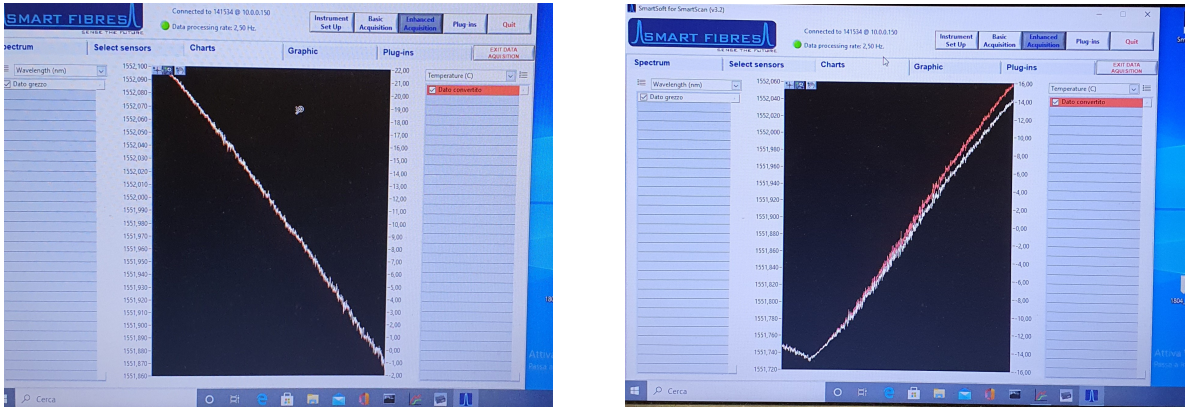 SMART FIBRES
SENSE THE FUTURE
Connected to 141534 @ 10.0.0.150
Data processing rate: 2,50 Hz.
Instrument Set Up
Basic Acquisition
Enhanced Acquisition
Plug-ins
Quit
pectrum
Select sensors
Charts
Graphic
Plug-ins
EXIT DATA AQUISITION
Wavelength (nm)
Dato grezzo
1552,100
1552,090
1552,080
1552,070
1552,060
1552,050
1552,040
1552,030
1552,020
1552,010
1552,000
1551,990
1551,980
1551,970
1551,960
1551,950
1551,940
1551,930
1551,920
1551,910
1551,900
1551,890
1551,880
1551,870
1551,860
22,00
21,00
20,00
19,00
18,00
17,00
16,00
15,00
14,00
13,00
12,00
11,00
10,00
9,00
8,00
7,00
6,00
5,00
4,00
3,00
2,00
1,00
0,00
-1,00
-2,00
Temperature (C)
Dato convertito
Attiva
Cerca
SmartSoft for SmartScan (v3.2)
SMART FIBRES
SENSE THE FUTURE
Connected to 141534 @ 10.0.0.150
Data processing rate: 2,50 Hz.
Instrument Set Up
Basic Acquisition
Enhanced Acquisition
Plug-ins
Quit
Spectrum
Select sensors
Charts
Graphic
Plug-ins
EXIT DATA AQUISITION
Wavelength (nm)
Dato grezzo
1552,060
1552,040
1552,020
1552,000
1551,980
1551,960
1551,940
1551,920
1551,900
1551,880
1551,860
1551,840
1551,820
1551,800
1551,780
1551,760
1551,740
1551,720
16,00
14,00
8,00
6,00
4,00
2,00
0,00
-2,00
-4,00
-6,00
-8,00
-10,00
-12,00
-14,00
-16,00
Temperature (C)
Dato convertito
1804
Attiva
Cerca